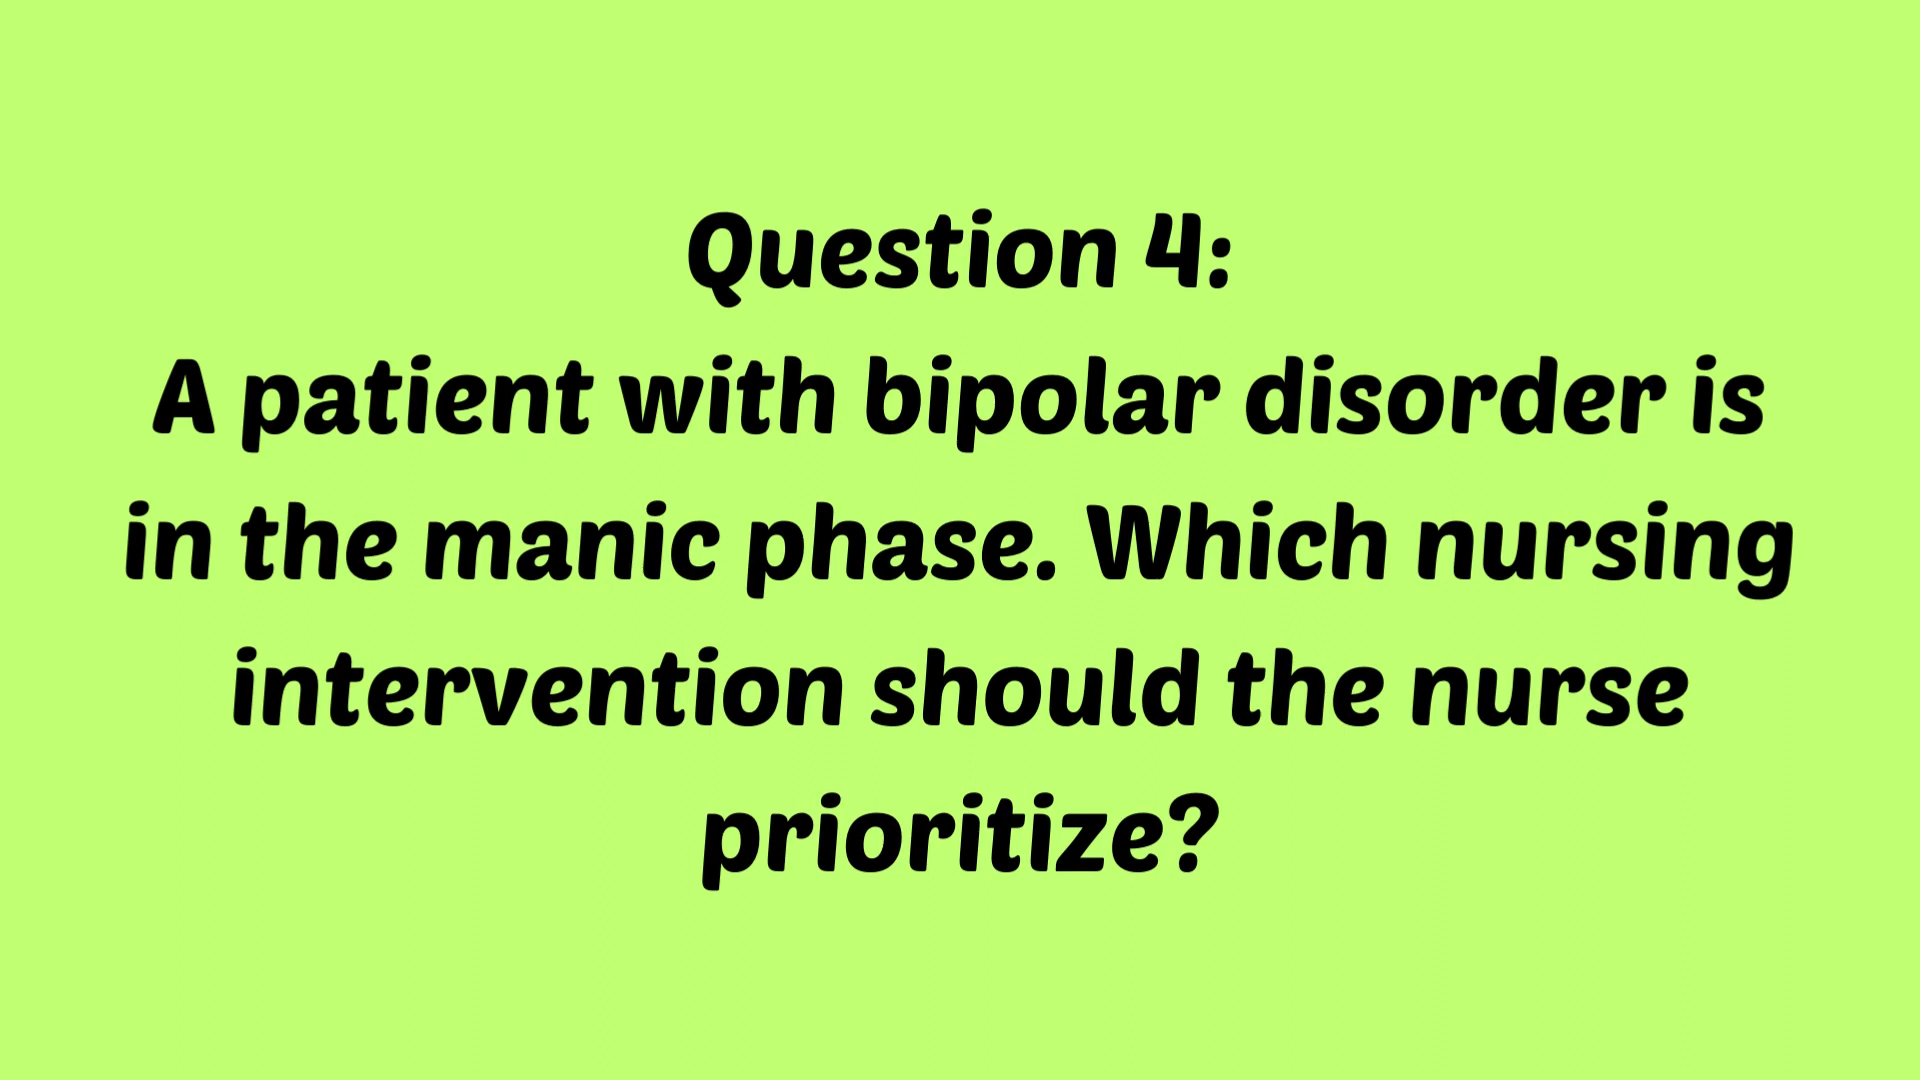 Question 4:
A patient with bipolar disorder is
in the manic phase. Which nursing
intervention should the nurse
prioritize?